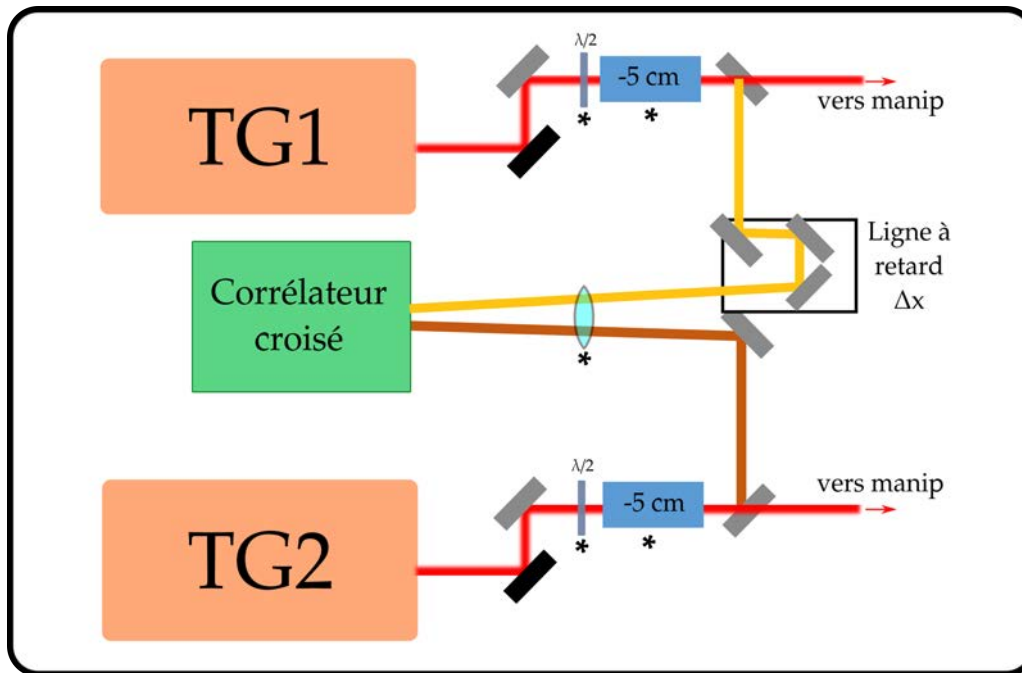 λ/2
-5 cm
*
*
TG1
vers manip
Ligne à
retard
Δx
Corrélateur
croisé
*
λ/2
-5 cm
*
*
TG2
vers manip